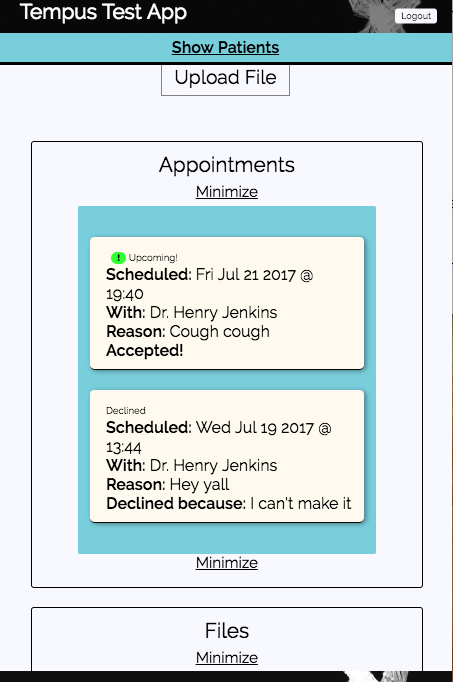 Tempus Test App
Logout
Show Patients
Upload File
Appointments
Minimize
! Upcoming!
Scheduled: Fri Jul 21 2017 @
19:40
With: Dr. Henry Jenkins
Reason: Cough cough
Accepted!
Declined
Scheduled: Wed Jul 19 2017 @
13:44
With: Dr. Henry Jenkins
Reason: Hey yall
Declined because: I can't make it
Minimize
Files
Minimize